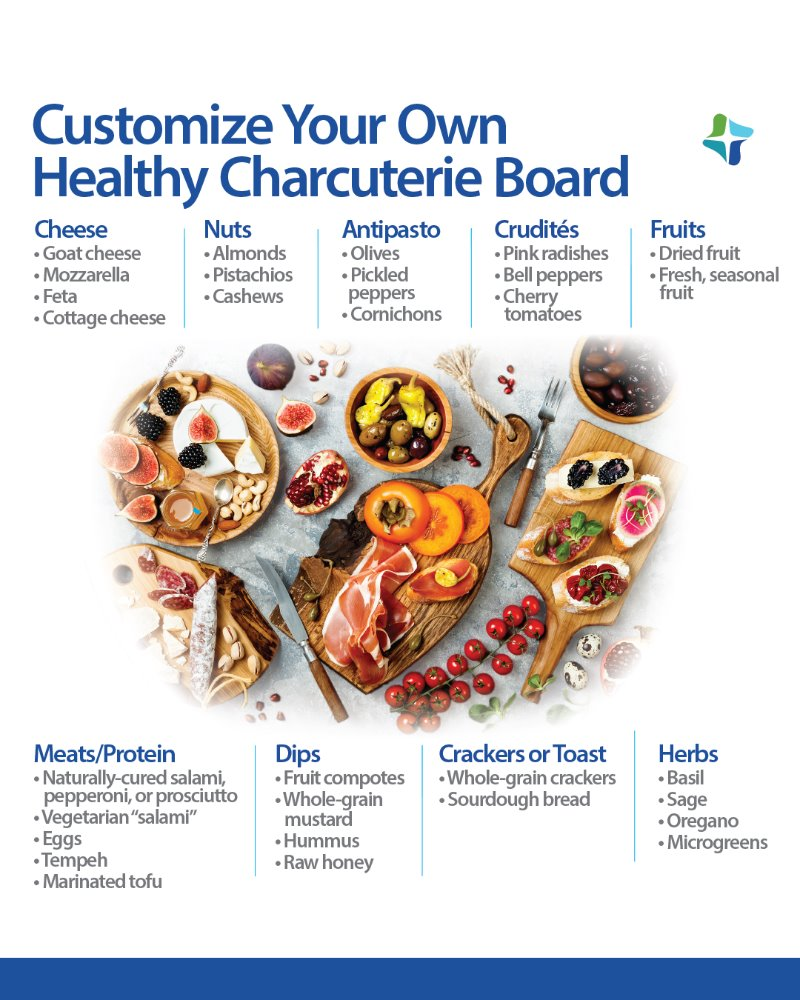 Customize Your Own
Healthy Charcuterie Board
Cheese
• Goat cheese
• Mozzarella
• Feta
• Cottage cheese
Nuts
• Almonds
• Pistachios
• Cashews
Antipasto
• Olives
• Pickled
peppers
• Cornichons
Crudités
• Pink radishes
• Bell peppers
• Cherry
tomatoes
Fruits
• Dried fruit
• Fresh, seasonal
fruit
Meats/Protein
• Naturally-cured salami,
pepperoni, or prosciutto
• Vegetarian “salami”
• Eggs
• Tempeh
• Marinated tofu
Dips
• Fruit compotes
• Whole-grain
mustard
• Hummus
• Raw honey
Crackers or Toast
• Whole-grain crackers
• Sourdough bread
Herbs
• Basil
• Sage
• Oregano
• Microgreens